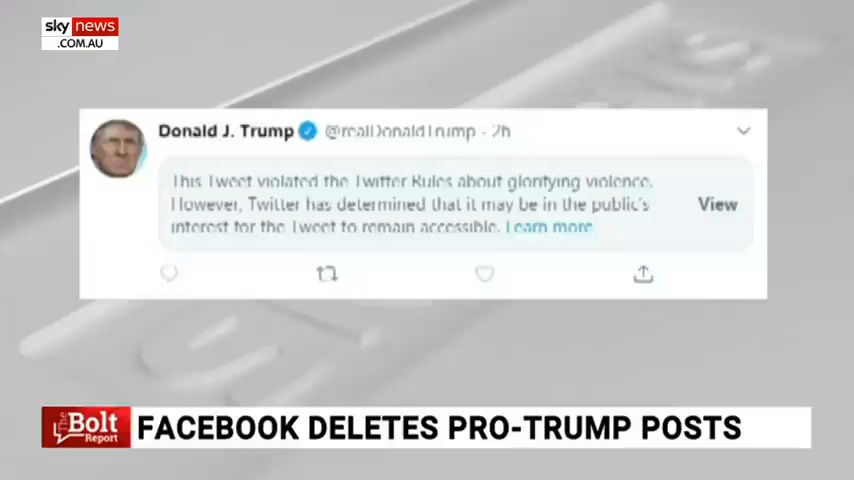 sky news
.COM.AU
Donald J. Trump @realDonaldTrump · 2h
This Tweet violated the Twitter Rules about glorifying violence.
However, Twitter has determined that it may be in the public's
interest for the Tweet to remain accessible. Learn more
View
The Bolt Report
FACEBOOK DELETES PRO-TRUMP POSTS